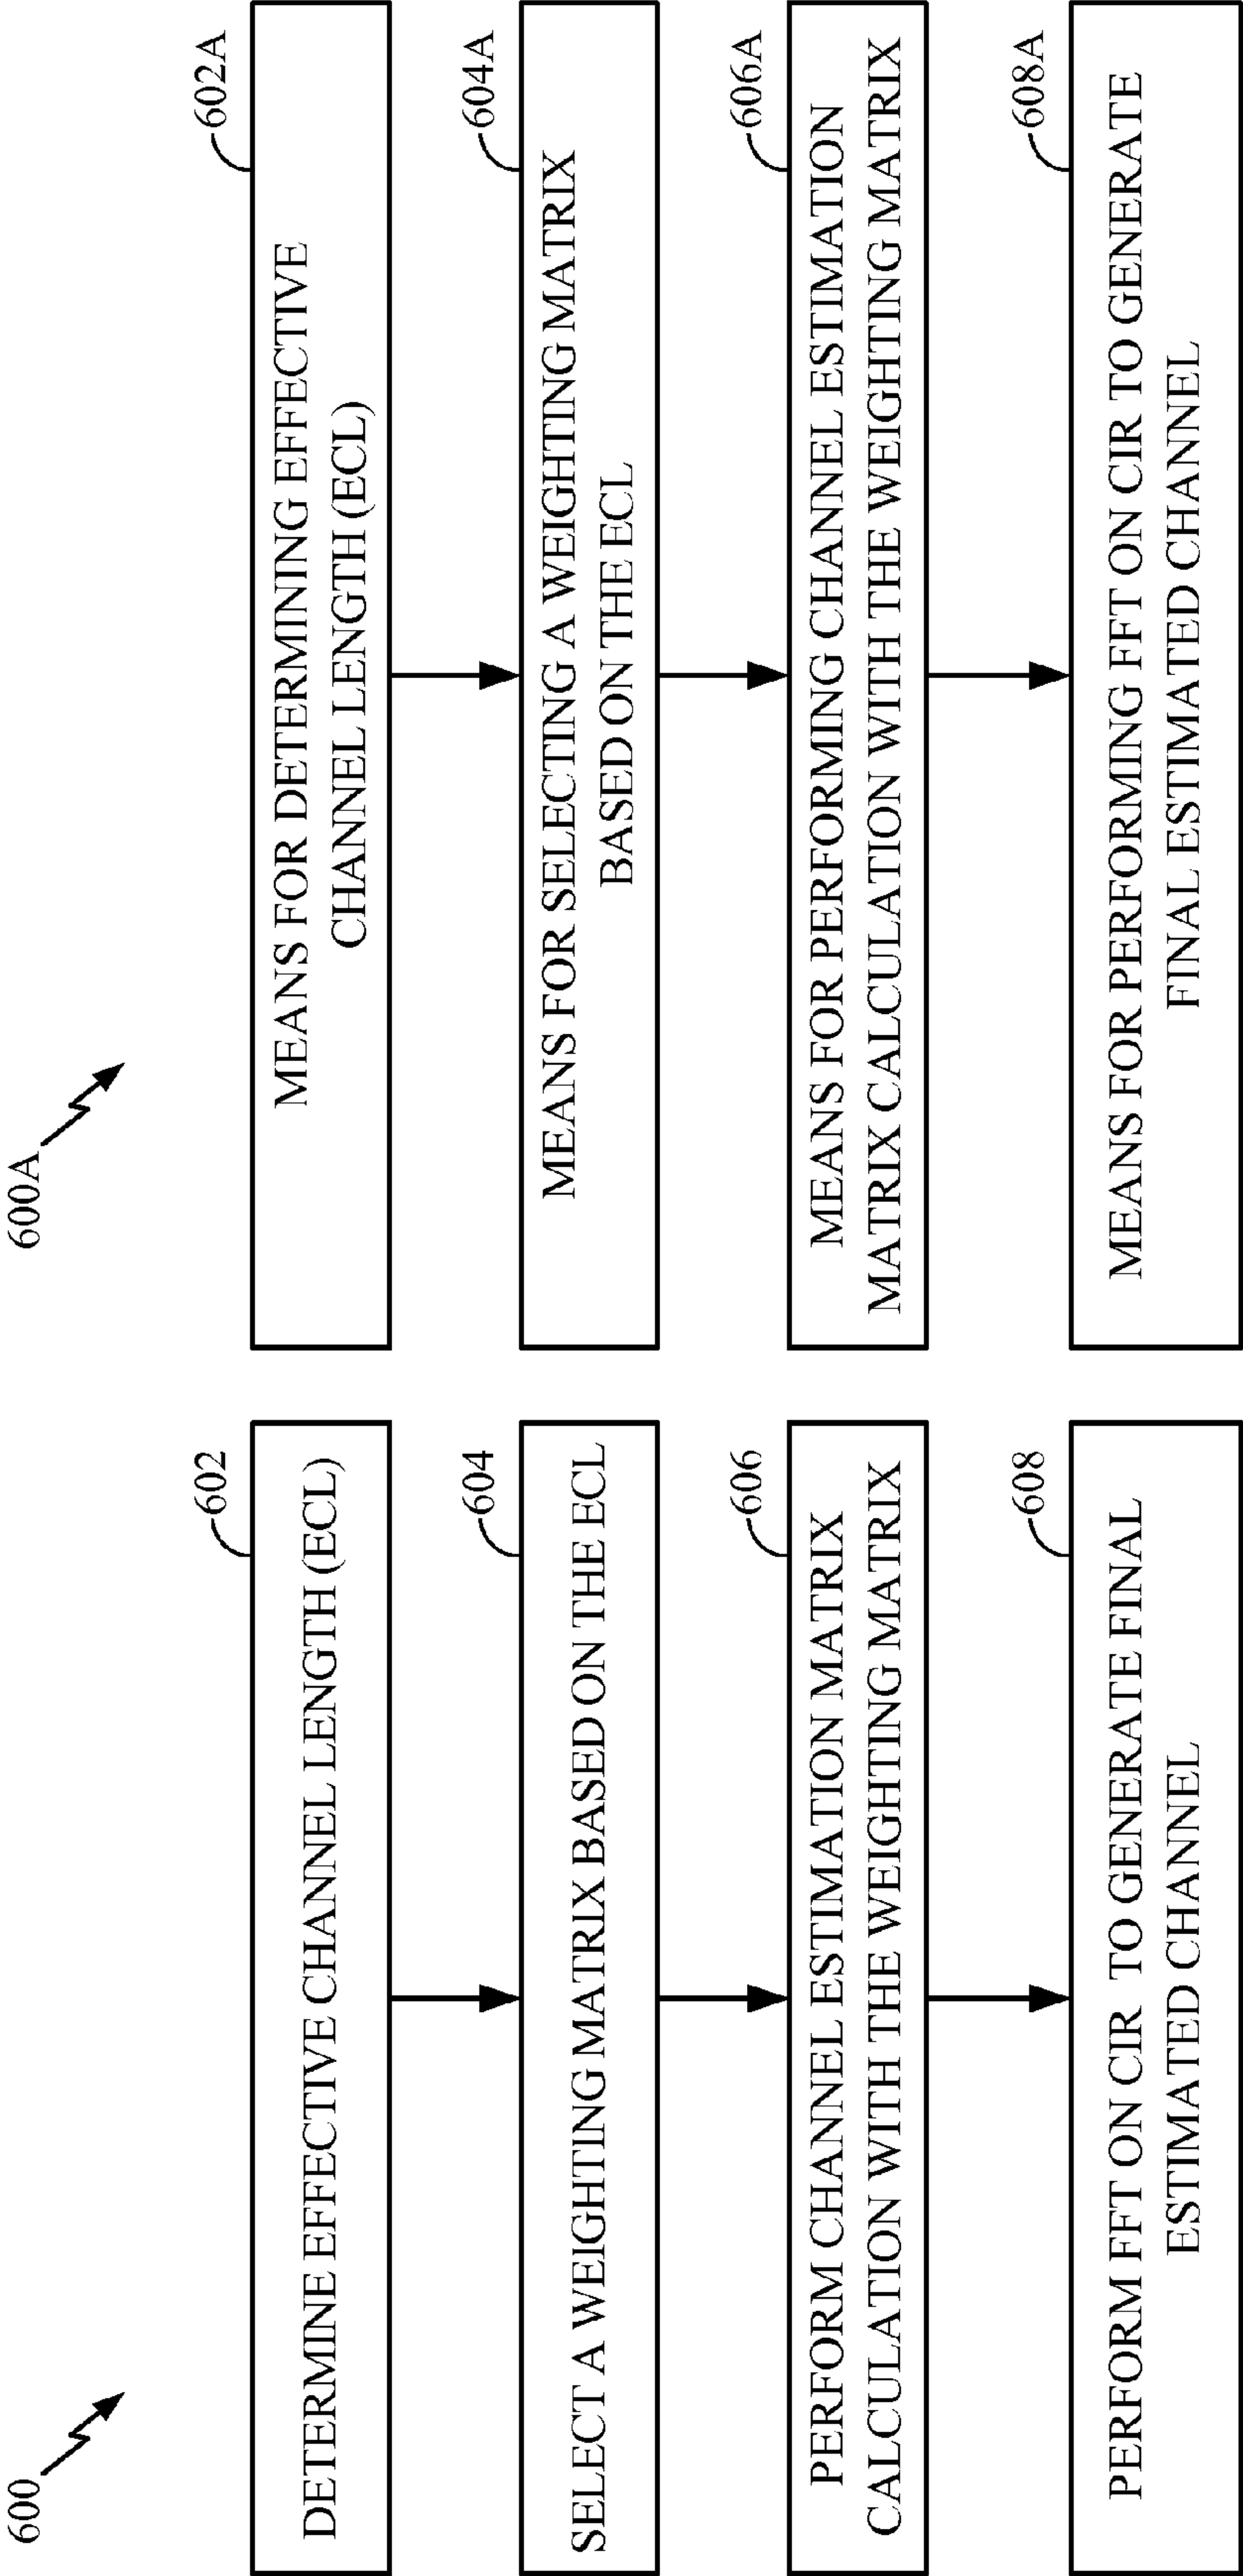 600
602
DETERMINE EFFECTIVE CHANNEL LENGTH (ECL)
604
SELECT A WEIGHTING MATRIX BASED ON THE ECL
606
PERFORM CHANNEL ESTIMATION MATRIX
CALCULATION WITH THE WEIGHTING MATRIX
608
PERFORM FFT ON CIR TO GENERATE FINAL
ESTIMATED CHANNEL
600A
602A
MEANS FOR DETERMINING EFFECTIVE
CHANNEL LENGTH (ECL)
604A
MEANS FOR SELECTING A WEIGHTING MATRIX
BASED ON THE ECL
606A
MEANS FOR PERFORMING CHANNEL ESTIMATION
MATRIX CALCULATION WITH THE WEIGHTING MATRIX
608A
MEANS FOR PERFORMING FFT ON CIR TO GENERATE
FINAL ESTIMATED CHANNEL